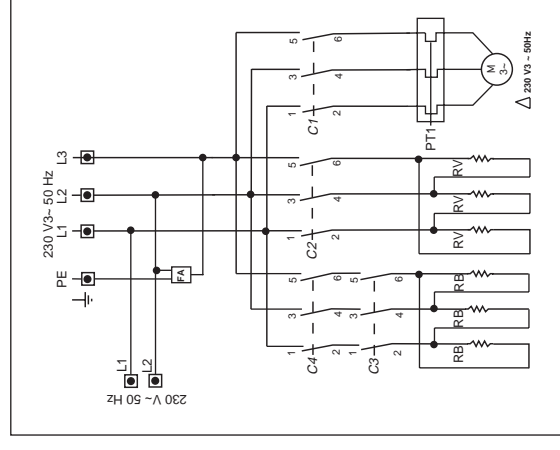 230 V3~ 50 Hz
PE
L1
L2
L3
FA
L1
L2
230 V~ 50 Hz
5
6
3
4
1
2
C1
PT1
M
3~
△ 230 V3 ~ 50Hz
5
6
3
4
1
2
C2
RV
RV
RV
5
6
5
6
3
4
3
4
1
2
1
2
C4
C3
RB
RB
RB